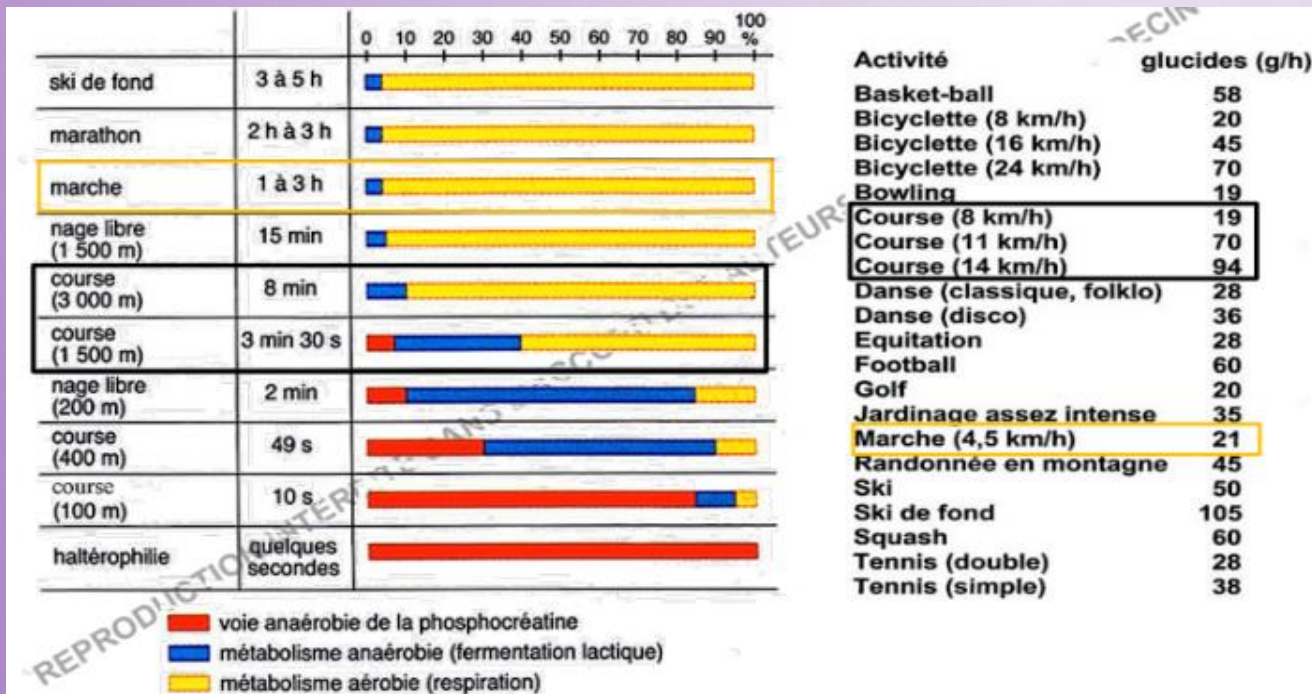 100
0 10 20 30 40 50 60 70 80 90 %
ski de fond 3 à 5 h
marathon 2 h à 3 h
marche 1 à 3 h
nage libre
(1 500 m) 15 min
course
(3 000 m) 8 min
course
(1 500 m) 3 min 30 s
nage libre
(200 m) 2 min
course
(400 m) 49 s
course
(100 m) 10 s
haltérophilie quelques
secondes
voie anaérobie de la phosphocréatine
métabolisme anaérobie (fermentation lactique)
métabolisme aérobie (respiration)
Activité glucides (g/h)
Basket-ball 58
Bicyclette (8 km/h) 20
Bicyclette (16 km/h) 45
Bicyclette (24 km/h) 70
Bowling 19
Course (8 km/h) 19
Course (11 km/h) 70
Course (14 km/h) 94
Danse (classique, folklo) 28
Danse (disco) 36
Equitation 28
Football 60
Golf 20
Jardinage assez intense 35
Marche (4,5 km/h) 21
Randonnée en montagne 45
Ski 50
Ski de fond 105
Squash 60
Tennis (double) 28
Tennis (simple) 38
REPRODUCTION